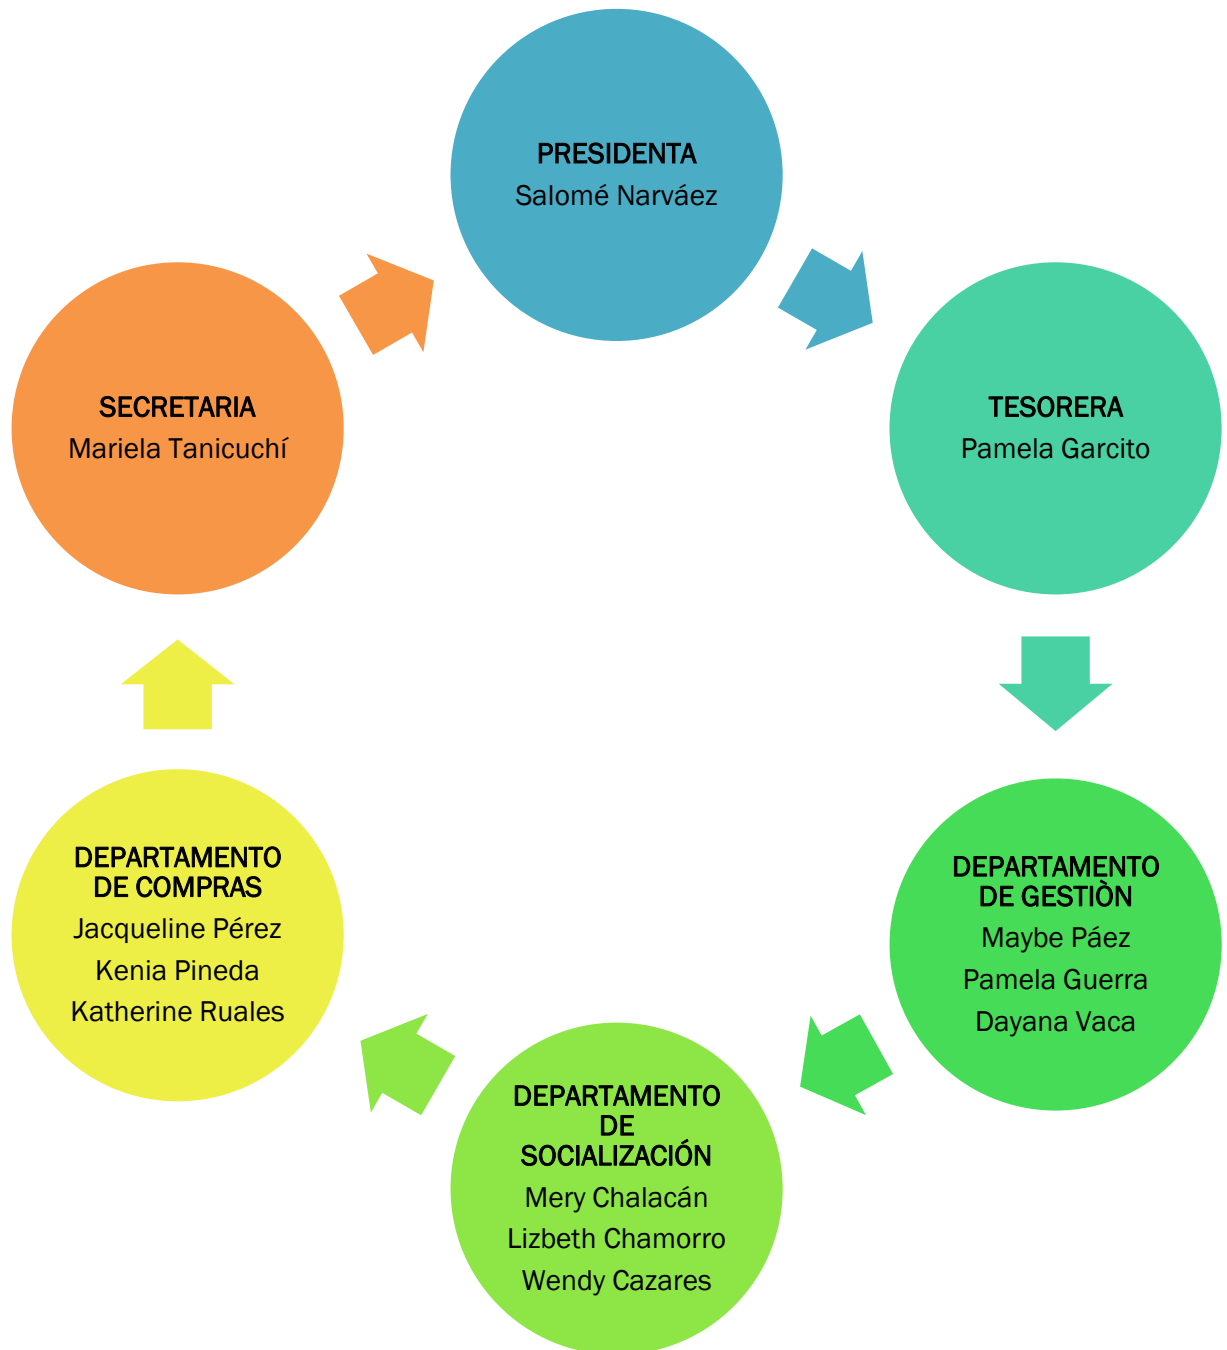 PRESIDENTA
Salomé Narváez
TESORERA
Pamela Garcito
DEPARTAMENTO
DE GESTIÒN
Maybe Páez
Pamela Guerra
Dayana Vaca
DEPARTAMENTO
DE
SOCIALIZACIÓN
Mery Chalacán
Lizbeth Chamorro
Wendy Cazares
DEPARTAMENTO
DE COMPRAS
Jacqueline Pérez
Kenia Pineda
Katherine Ruales
SECRETARIA
Mariela Tanicuchí